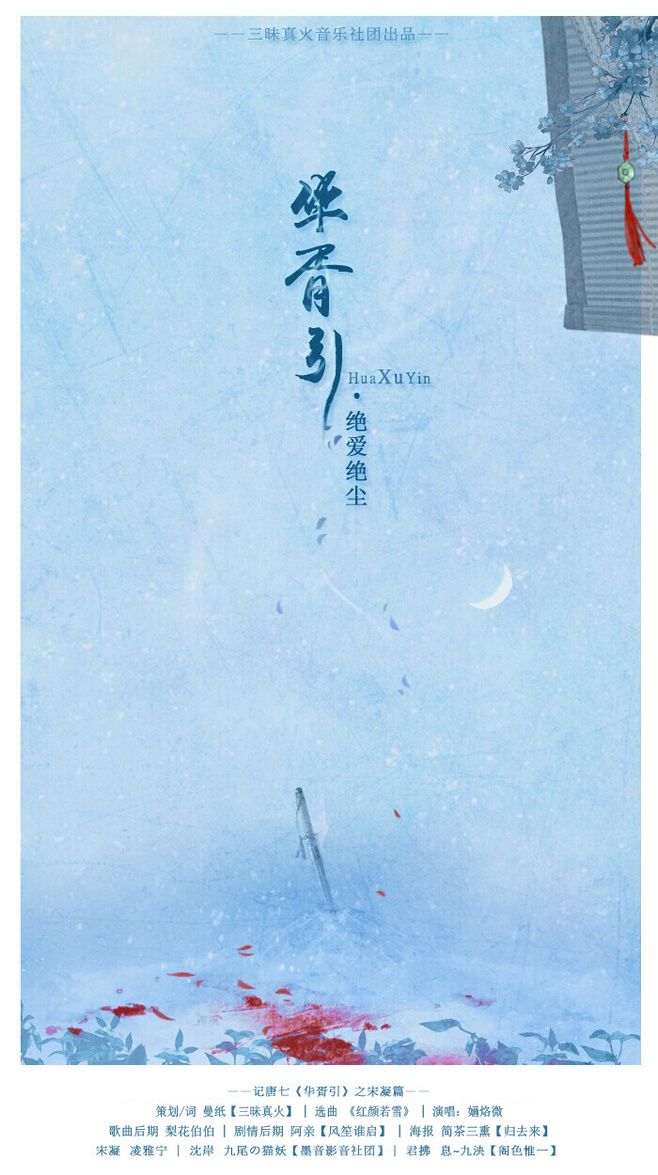 ——三昧真火音乐社团出品——
华胥引
HuaXuYin
·绝爱绝尘
——记唐七《华胥引》之宋凝篇——
策划/词 曼纸【三昧真火】 | 选曲 《红颜若雪》 | 演唱：婳烙微
歌曲后期 梨花伯伯 | 剧情后期 阿亲【风笙谁启】 | 海报 简茶三熏【归去来】
宋凝 凌雅宁 | 沈岸 九尾の猫妖【墨音影音社团】 | 君拂 息~九泱【阁色惟一】